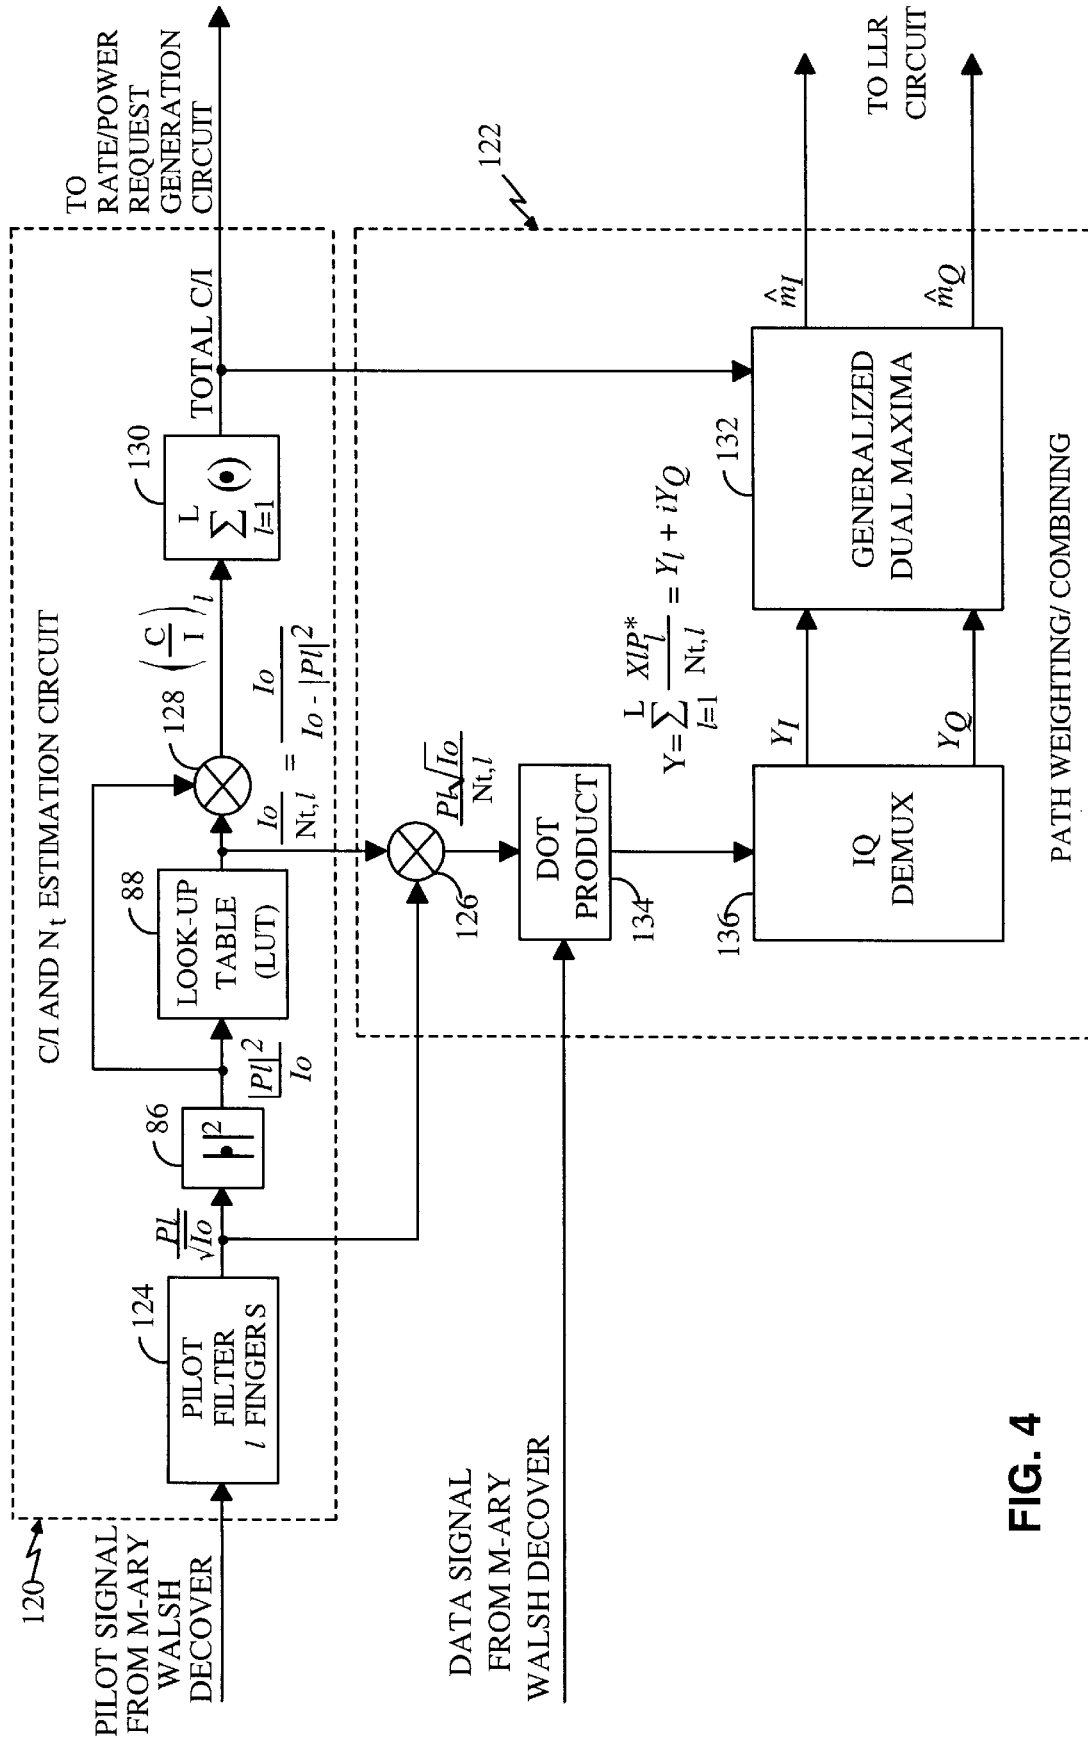 120
C/I AND Nt ESTIMATION CIRCUIT
PILOT SIGNAL
FROM M-ARY
WALSH
DECOVER
124
PILOT
FILTER
l FINGERS
Pl
√Io
86
|•|2
|Pl|2
Io
88
LOOK-UP
TABLE
(LUT)
128
(C/I)l
Io/Nt,l = Io/Io - |Pl|2
130
L
∑ (•)
l=1
TOTAL C/I
TO
RATE/POWER
REQUEST
GENERATION
CIRCUIT
122
126
Pl√Io
Nt,l
DATA SIGNAL
FROM M-ARY
WALSH DECOVER
DOT
PRODUCT
134
Y= L∑l=1 XlP*l/Nt,l = Yl + iYQ
136
IQ
DEMUX
YI
YQ
132
GENERALIZED
DUAL MAXIMA
m̂I
m̂Q
TO LLR
CIRCUIT
PATH WEIGHTING/ COMBINING
FIG. 4